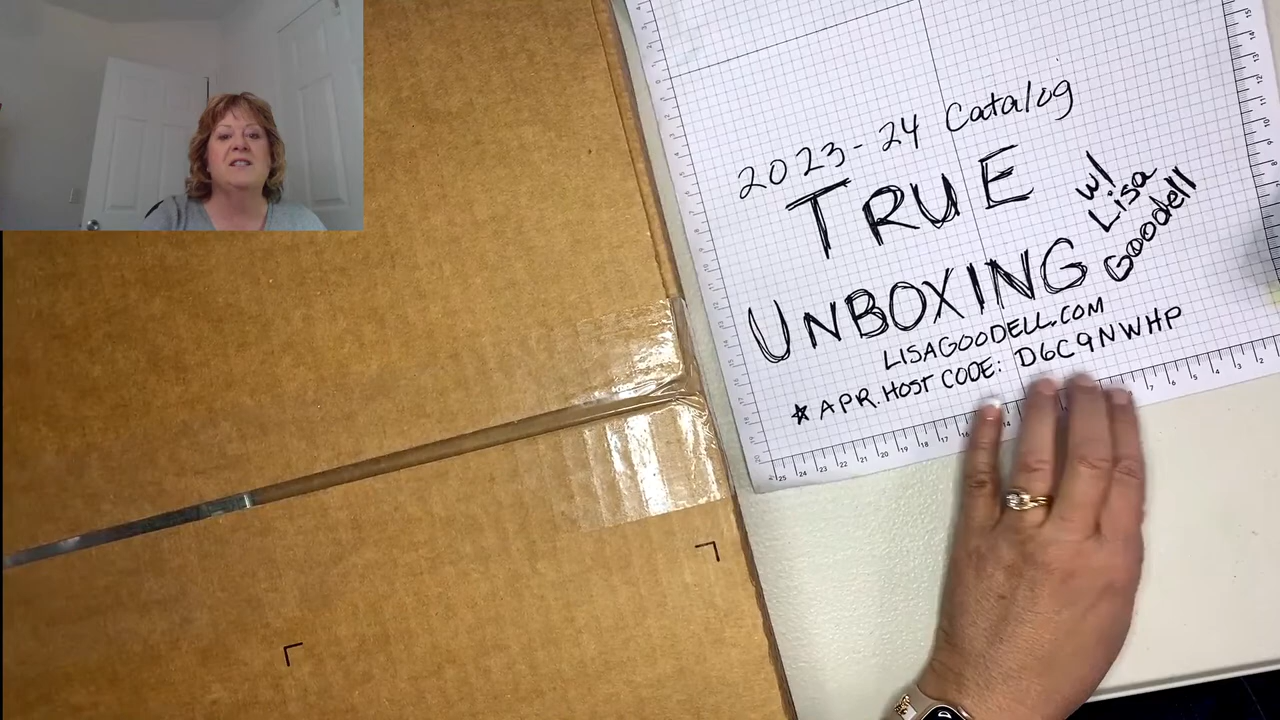 2023-24 Catalog
TRUE
UNBOXING
w/
Lisa
Goodell
LISAGOODELL.COM
☆ APR. HOST CODE: D6C9NWHP